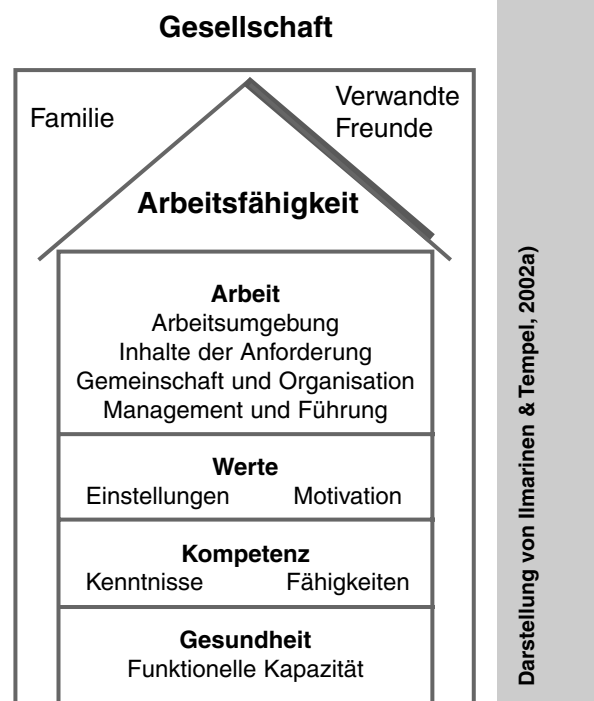 Gesellschaft
Familie
Verwandte
Freunde
Arbeitsfähigkeit
Arbeit
Arbeitsumgebung
Inhalte der Anforderung
Gemeinschaft und Organisation
Management und Führung
Werte
Einstellungen Motivation
Kompetenz
Kenntnisse Fähigkeiten
Gesundheit
Funktionelle Kapazität
Darstellung von Ilmarinen & Tempel, 2002a)